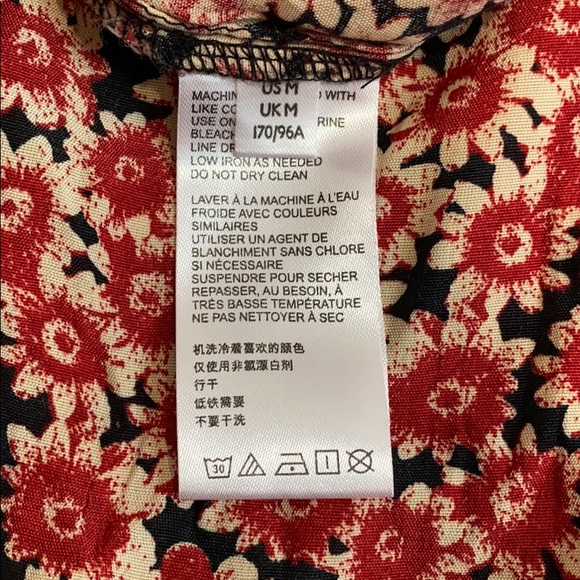 US M
UK M
170/96A
MACHIN WITH
LIKE CO
USE ON RINE
BLEACH
LINE DR
LOW IRON AS NEEDED
DO NOT DRY CLEAN
LAVER À LA MACHINE À L'EAU
FROIDE AVEC COULEURS
SIMILAIRES
UTILISER UN AGENT DE
BLANCHIMENT SANS CHLORE
SI NÉCESSAIRE
SUSPENDRE POUR SECHER
REPASSER, AU BESOIN, À
TRÈS BASSE TEMPÉRATURE
NE PAS NETTOYER À SEC
机洗冷着喜欢的颜色
仅使用非氯漂白剂
行干
低铁需要
不要干洗
30